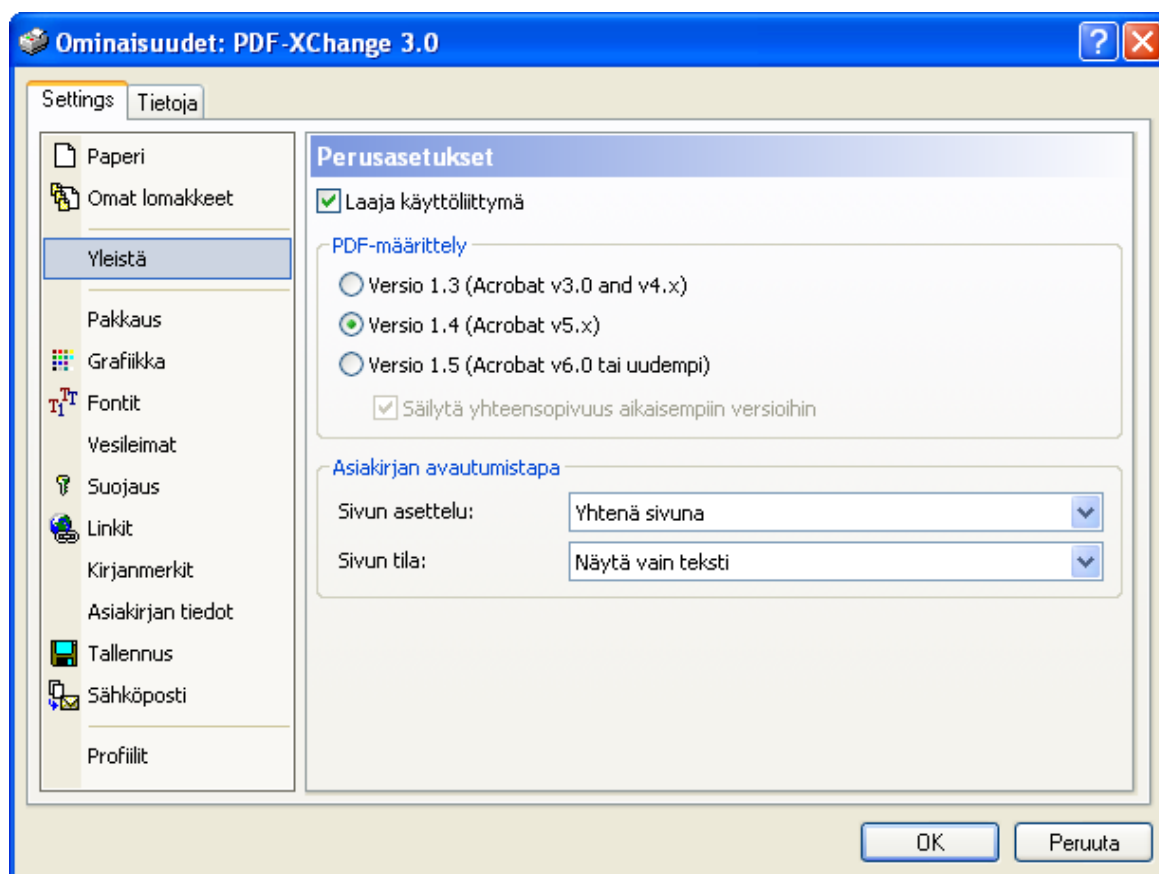 Ominaisuudet: PDF-XChange 3.0
Settings
Tietoja
Paperi
Omat lomakkeet
Yleistä
Pakkaus
Grafiikka
Fontit
Vesileimat
Suojaus
Linkit
Kirjanmerkit
Asiakirjan tiedot
Tallennus
Sähköposti
Profiilit
Perusasetukset
Laaja käyttöliittymä
PDF-määrittely
Versio 1.3 (Acrobat v3.0 and v4.x)
Versio 1.4 (Acrobat v5.x)
Versio 1.5 (Acrobat v6.0 tai uudempi)
Säilytä yhteensopivuus aikaisempiin versioihin
Asiakirjan avautumistapa
Sivun asettelu: Yhtenä sivuna
Sivun tila: Näytä vain teksti
OK Peruuta